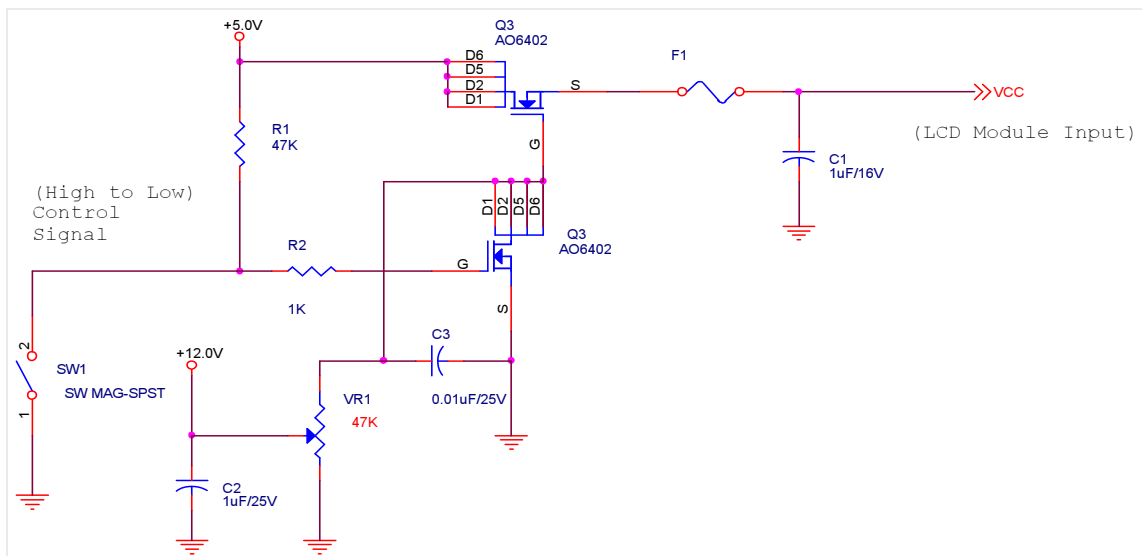 +5.0V
Q3
AO6402
D6
D5
D2
D1
S
G
F1
VCC
(LCD Module Input)
R1
47K
C1
1uF/16V
(High to Low)
Control
Signal
D1
D2
D5
D6
Q3
AO6402
R2
1K
G
S
C3
0.01uF/25V
+12.0V
2
SW1
SW MAG-SPST
1
VR1
47K
C2
1uF/25V